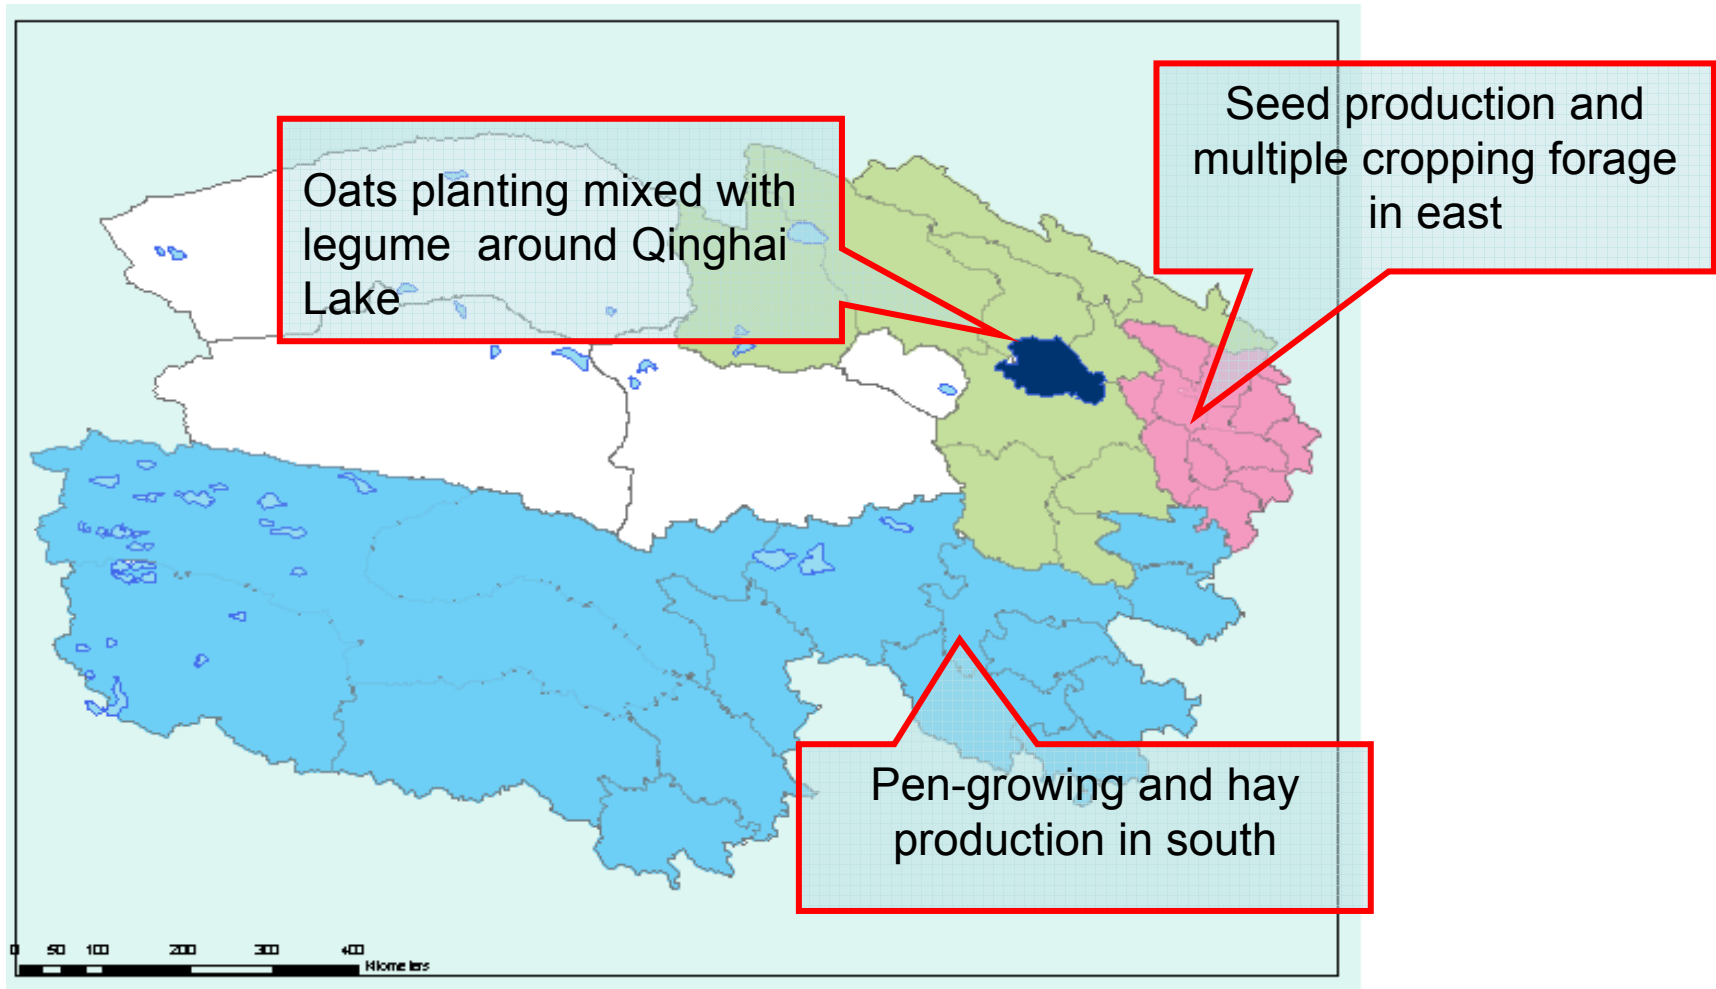 Seed production and
multiple cropping forage
in east
Oats planting mixed with
legume around Qinghai
Lake
Pen-growing and hay
production in south
0 50 100 200 300 400
Kilometers